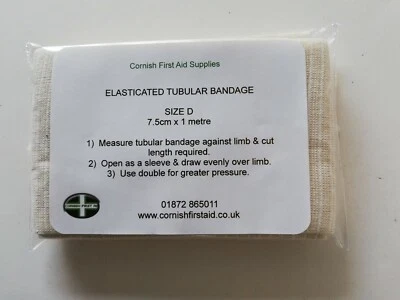 Cornish First Aid Supplies
ELASTICATED TUBULAR BANDAGE
SIZE D
7.5cm x 1 metre
1) Measure tubular bandage against limb & cut
length required.
2) Open as a sleeve & draw evenly over limb.
3) Use double for greater pressure.
01872 865011
www.cornishfirstaid.co.uk